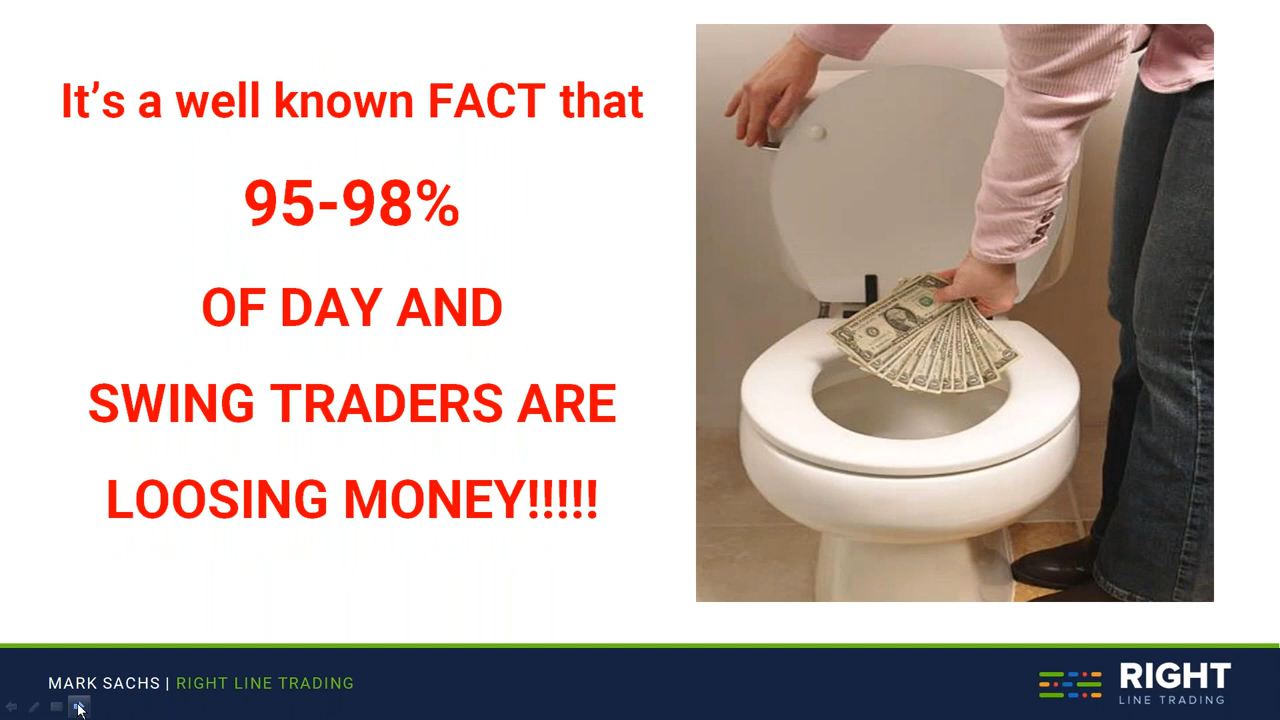 It’s a well known FACT that
95-98%
OF DAY AND
SWING TRADERS ARE
LOOSING MONEY!!!!!
MARK SACHS | RIGHT LINE TRADING
RIGHT
LINE TRADING